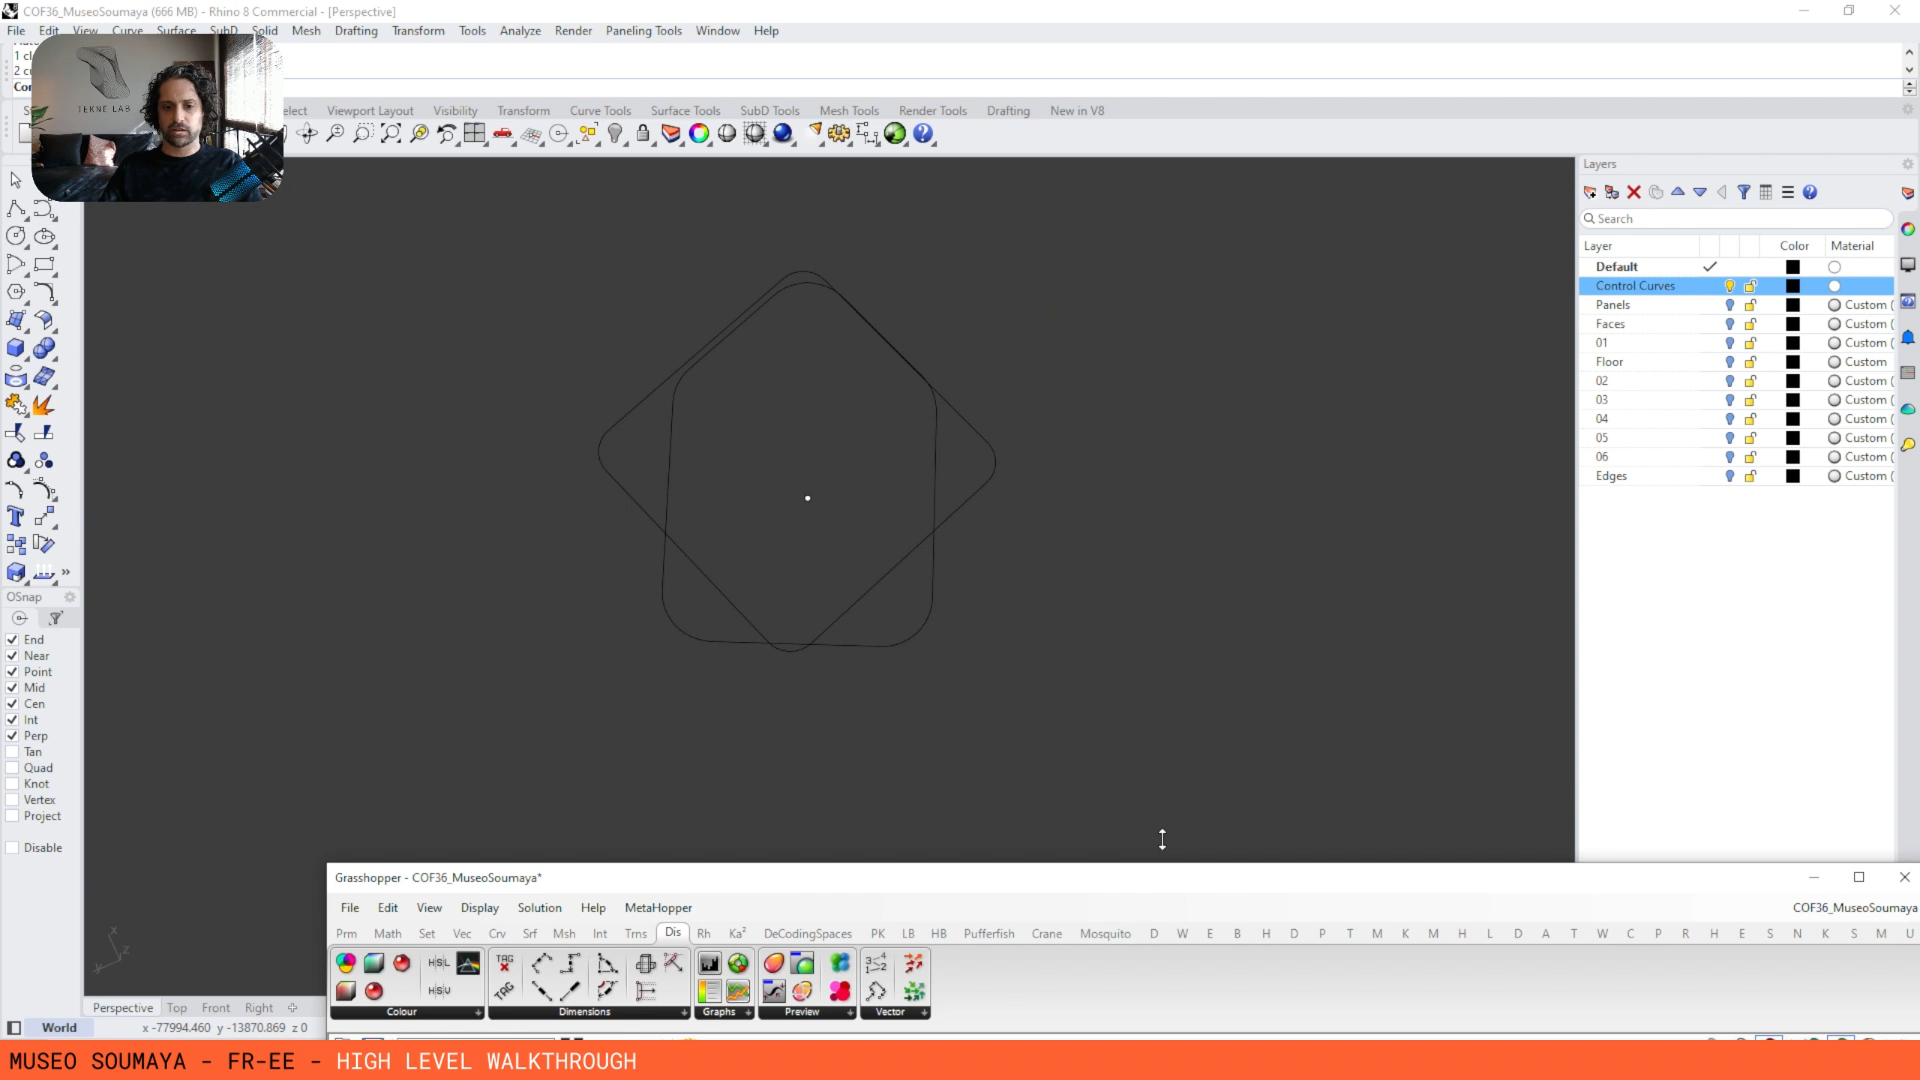 COF36_MuseoSoumaya (666 MB) - Rhino 8 Commercial - [Perspective]
File Edit View Curve Surface SubD Solid Mesh Drafting Transform Tools Analyze Render Paneling Tools Window Help
1 cl
2 cu
TEKNE LAB
Viewport Layout Visibility Transform Curve Tools Surface Tools SubD Tools Mesh Tools Render Tools Drafting New in V8
Layers
Search
Layer Color Material
Default
Control Curves
Panels Custom (
Faces Custom (
01 Custom (
Floor Custom
02 Custom (
03 Custom (
04 Custom (
05 Custom (
06 Custom (
Edges Custom (
OSnap
End
Near
Point
Mid
Cen
Int
Perp
Tan
Quad
Knot
Vertex
Project
Disable
Perspective Top Front Right
World x -77994.460 y -13870.869 z 0
Grasshopper - COF36_MuseoSoumaya*
File Edit View Display Solution Help MetaHopper COF36_MuseoSoumaya
Prm Math Set Vec Crv Srf Msh Int Trns Dis Rh Ka² DeCodingSpaces PK LB HB Pufferfish Crane Mosquito D W E B H D P T M K M H L D A T W C P R H E S N K S M U
Colour Dimensions Graphs Preview Vector
MUSEO SOUMAYA - FR-EE - HIGH LEVEL WALKTHROUGH